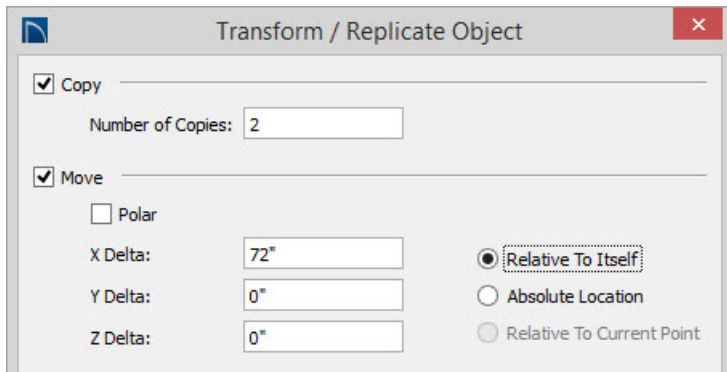 Transform / Replicate Object
Copy
Number of Copies: 2
Move
Polar
X Delta: 72" Relative To Itself
Y Delta: 0" Absolute Location
Z Delta: 0" Relative To Current Point